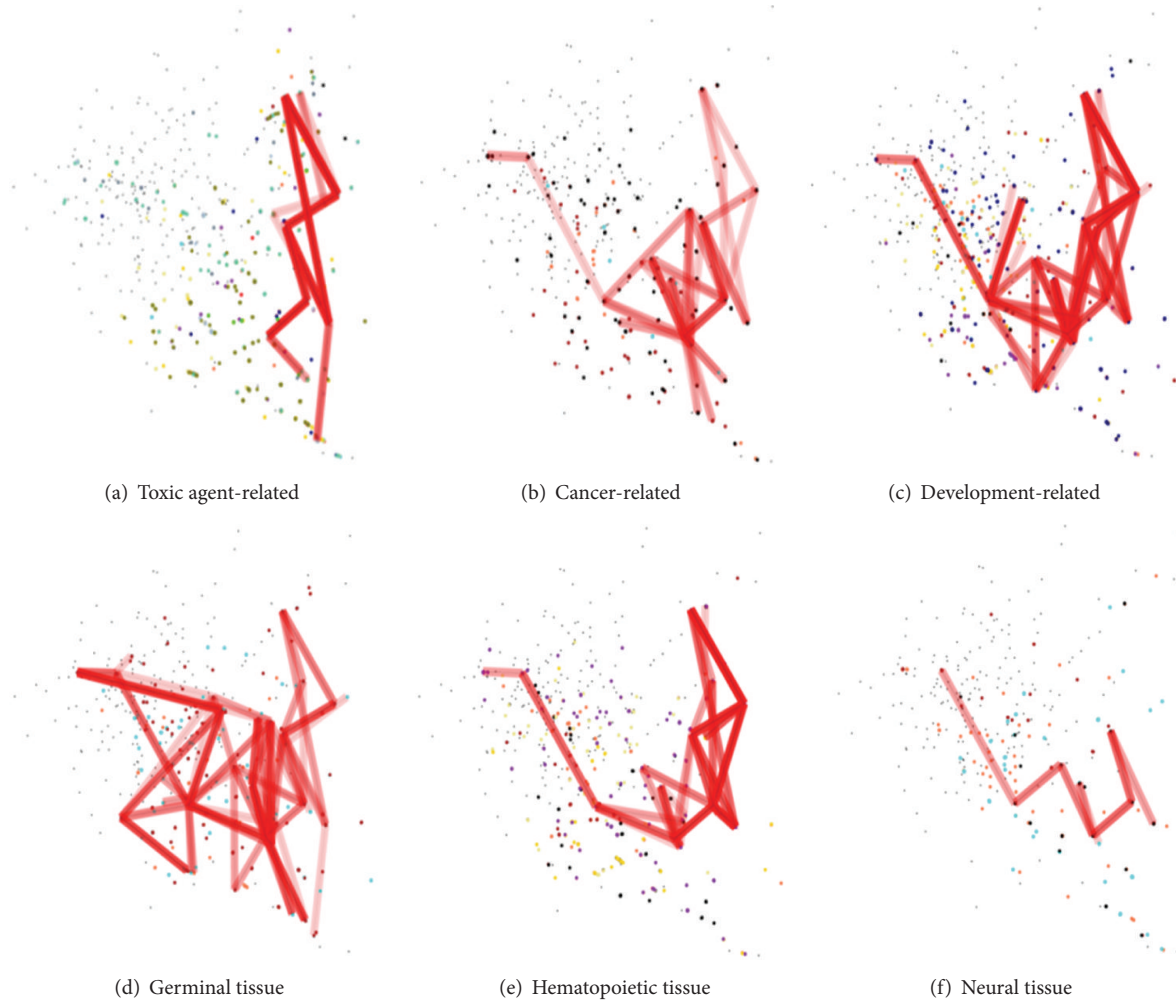 (a) Toxic agent-related
(b) Cancer-related
(c) Development-related
(d) Germinal tissue
(e) Hematopoietic tissue
(f) Neural tissue